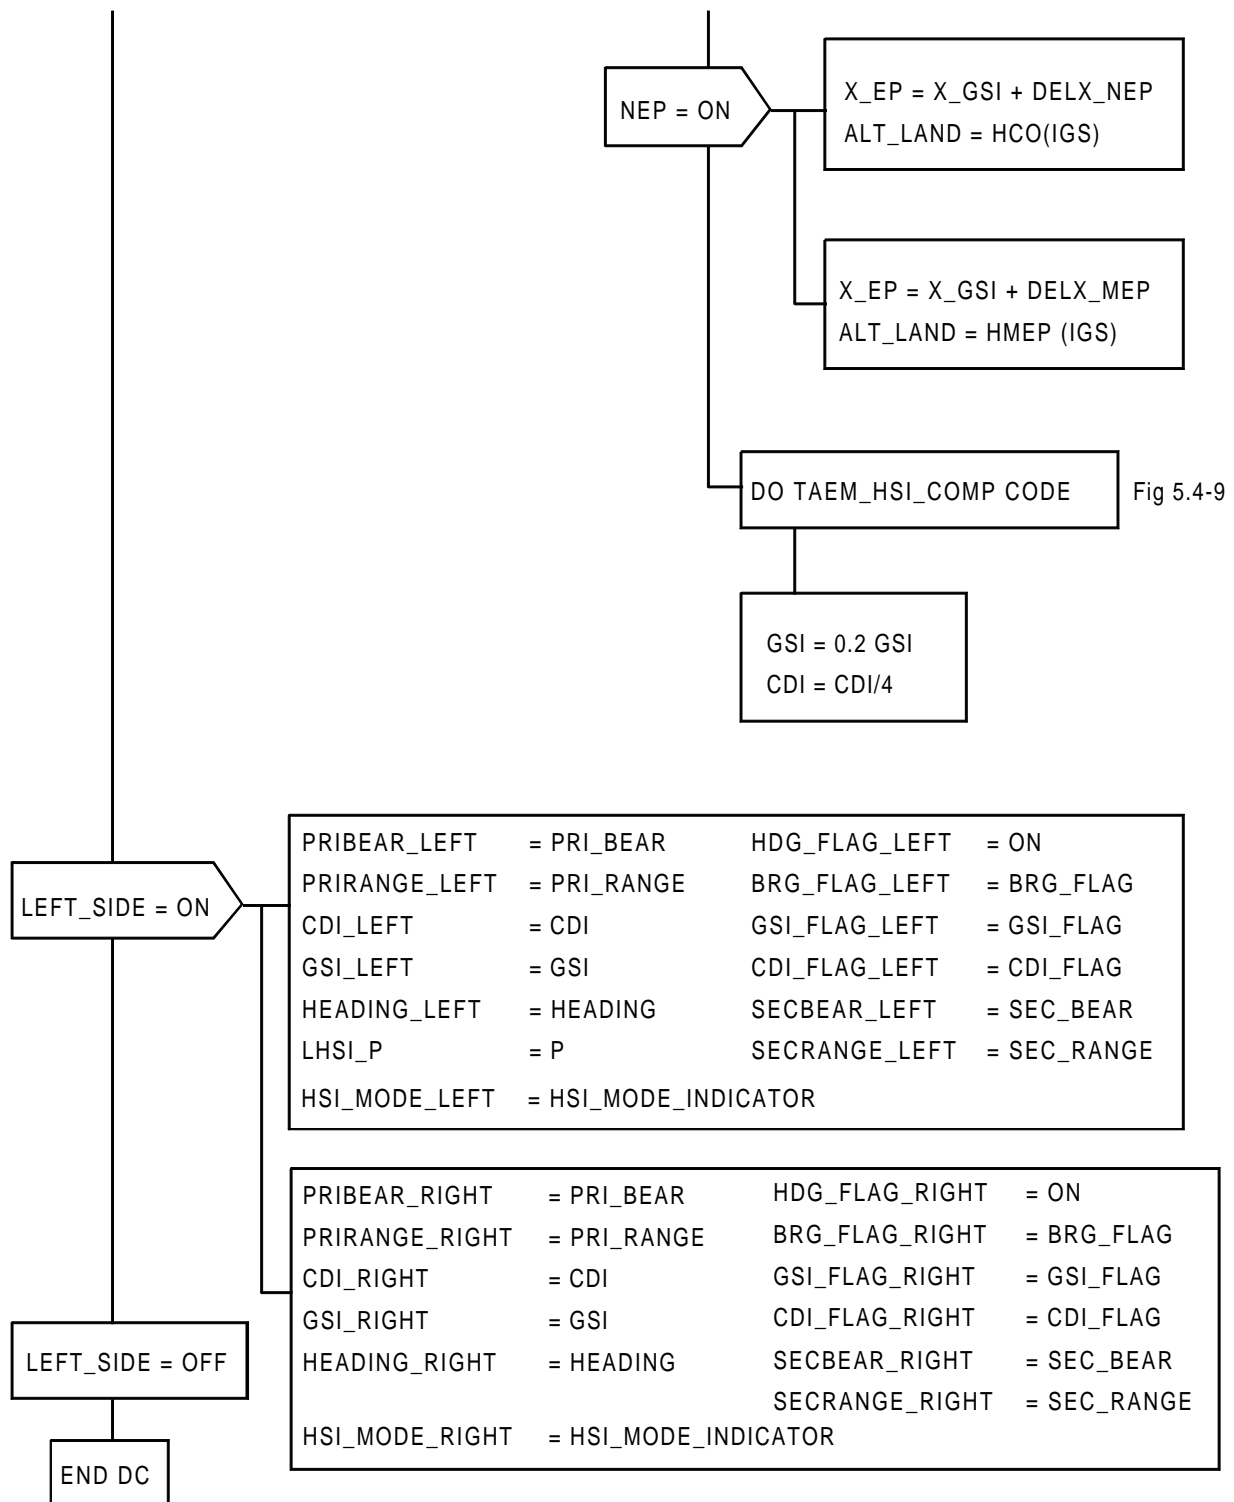 NEP = ON
X_EP = X_GSI + DELX_NEP
ALT_LAND = HCO(IGS)
X_EP = X_GSI + DELX_MEP
ALT_LAND = HMEP (IGS)
DO TAEM_HSI_COMP CODE Fig 5.4-9
GSI = 0.2 GSI
CDI = CDI/4
LEFT_SIDE = ON
PRIBEAR_LEFT = PRI_BEAR HDG_FLAG_LEFT = ON
PRIRANGE_LEFT = PRI_RANGE BRG_FLAG_LEFT = BRG_FLAG
CDI_LEFT = CDI GSI_FLAG_LEFT = GSI_FLAG
GSI_LEFT = GSI CDI_FLAG_LEFT = CDI_FLAG
HEADING_LEFT = HEADING SECBEAR_LEFT = SEC_BEAR
LHSI_P = P SECRANGE_LEFT = SEC_RANGE
HSI_MODE_LEFT = HSI_MODE_INDICATOR
PRIBEAR_RIGHT = PRI_BEAR HDG_FLAG_RIGHT = ON
PRIRANGE_RIGHT = PRI_RANGE BRG_FLAG_RIGHT = BRG_FLAG
CDI_RIGHT = CDI GSI_FLAG_RIGHT = GSI_FLAG
GSI_RIGHT = GSI CDI_FLAG_RIGHT = CDI_FLAG
HEADING_RIGHT = HEADING SECBEAR_RIGHT = SEC_BEAR
SECRANGE_RIGHT = SEC_RANGE
HSI_MODE_RIGHT = HSI_MODE_INDICATOR
LEFT_SIDE = OFF
END DC